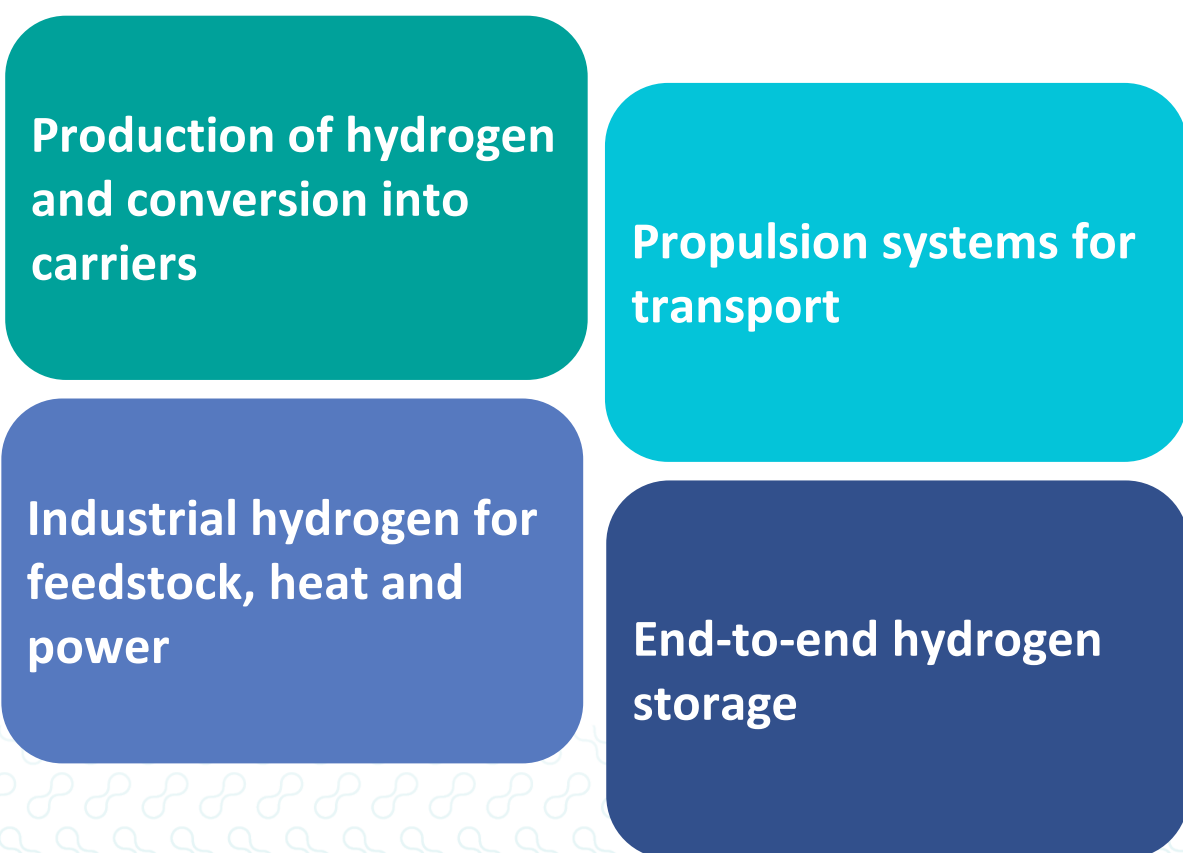 Production of hydrogen
and conversion into
carriers
Propulsion systems for
transport
Industrial hydrogen for
feedstock, heat and
power
End-to-end hydrogen
storage